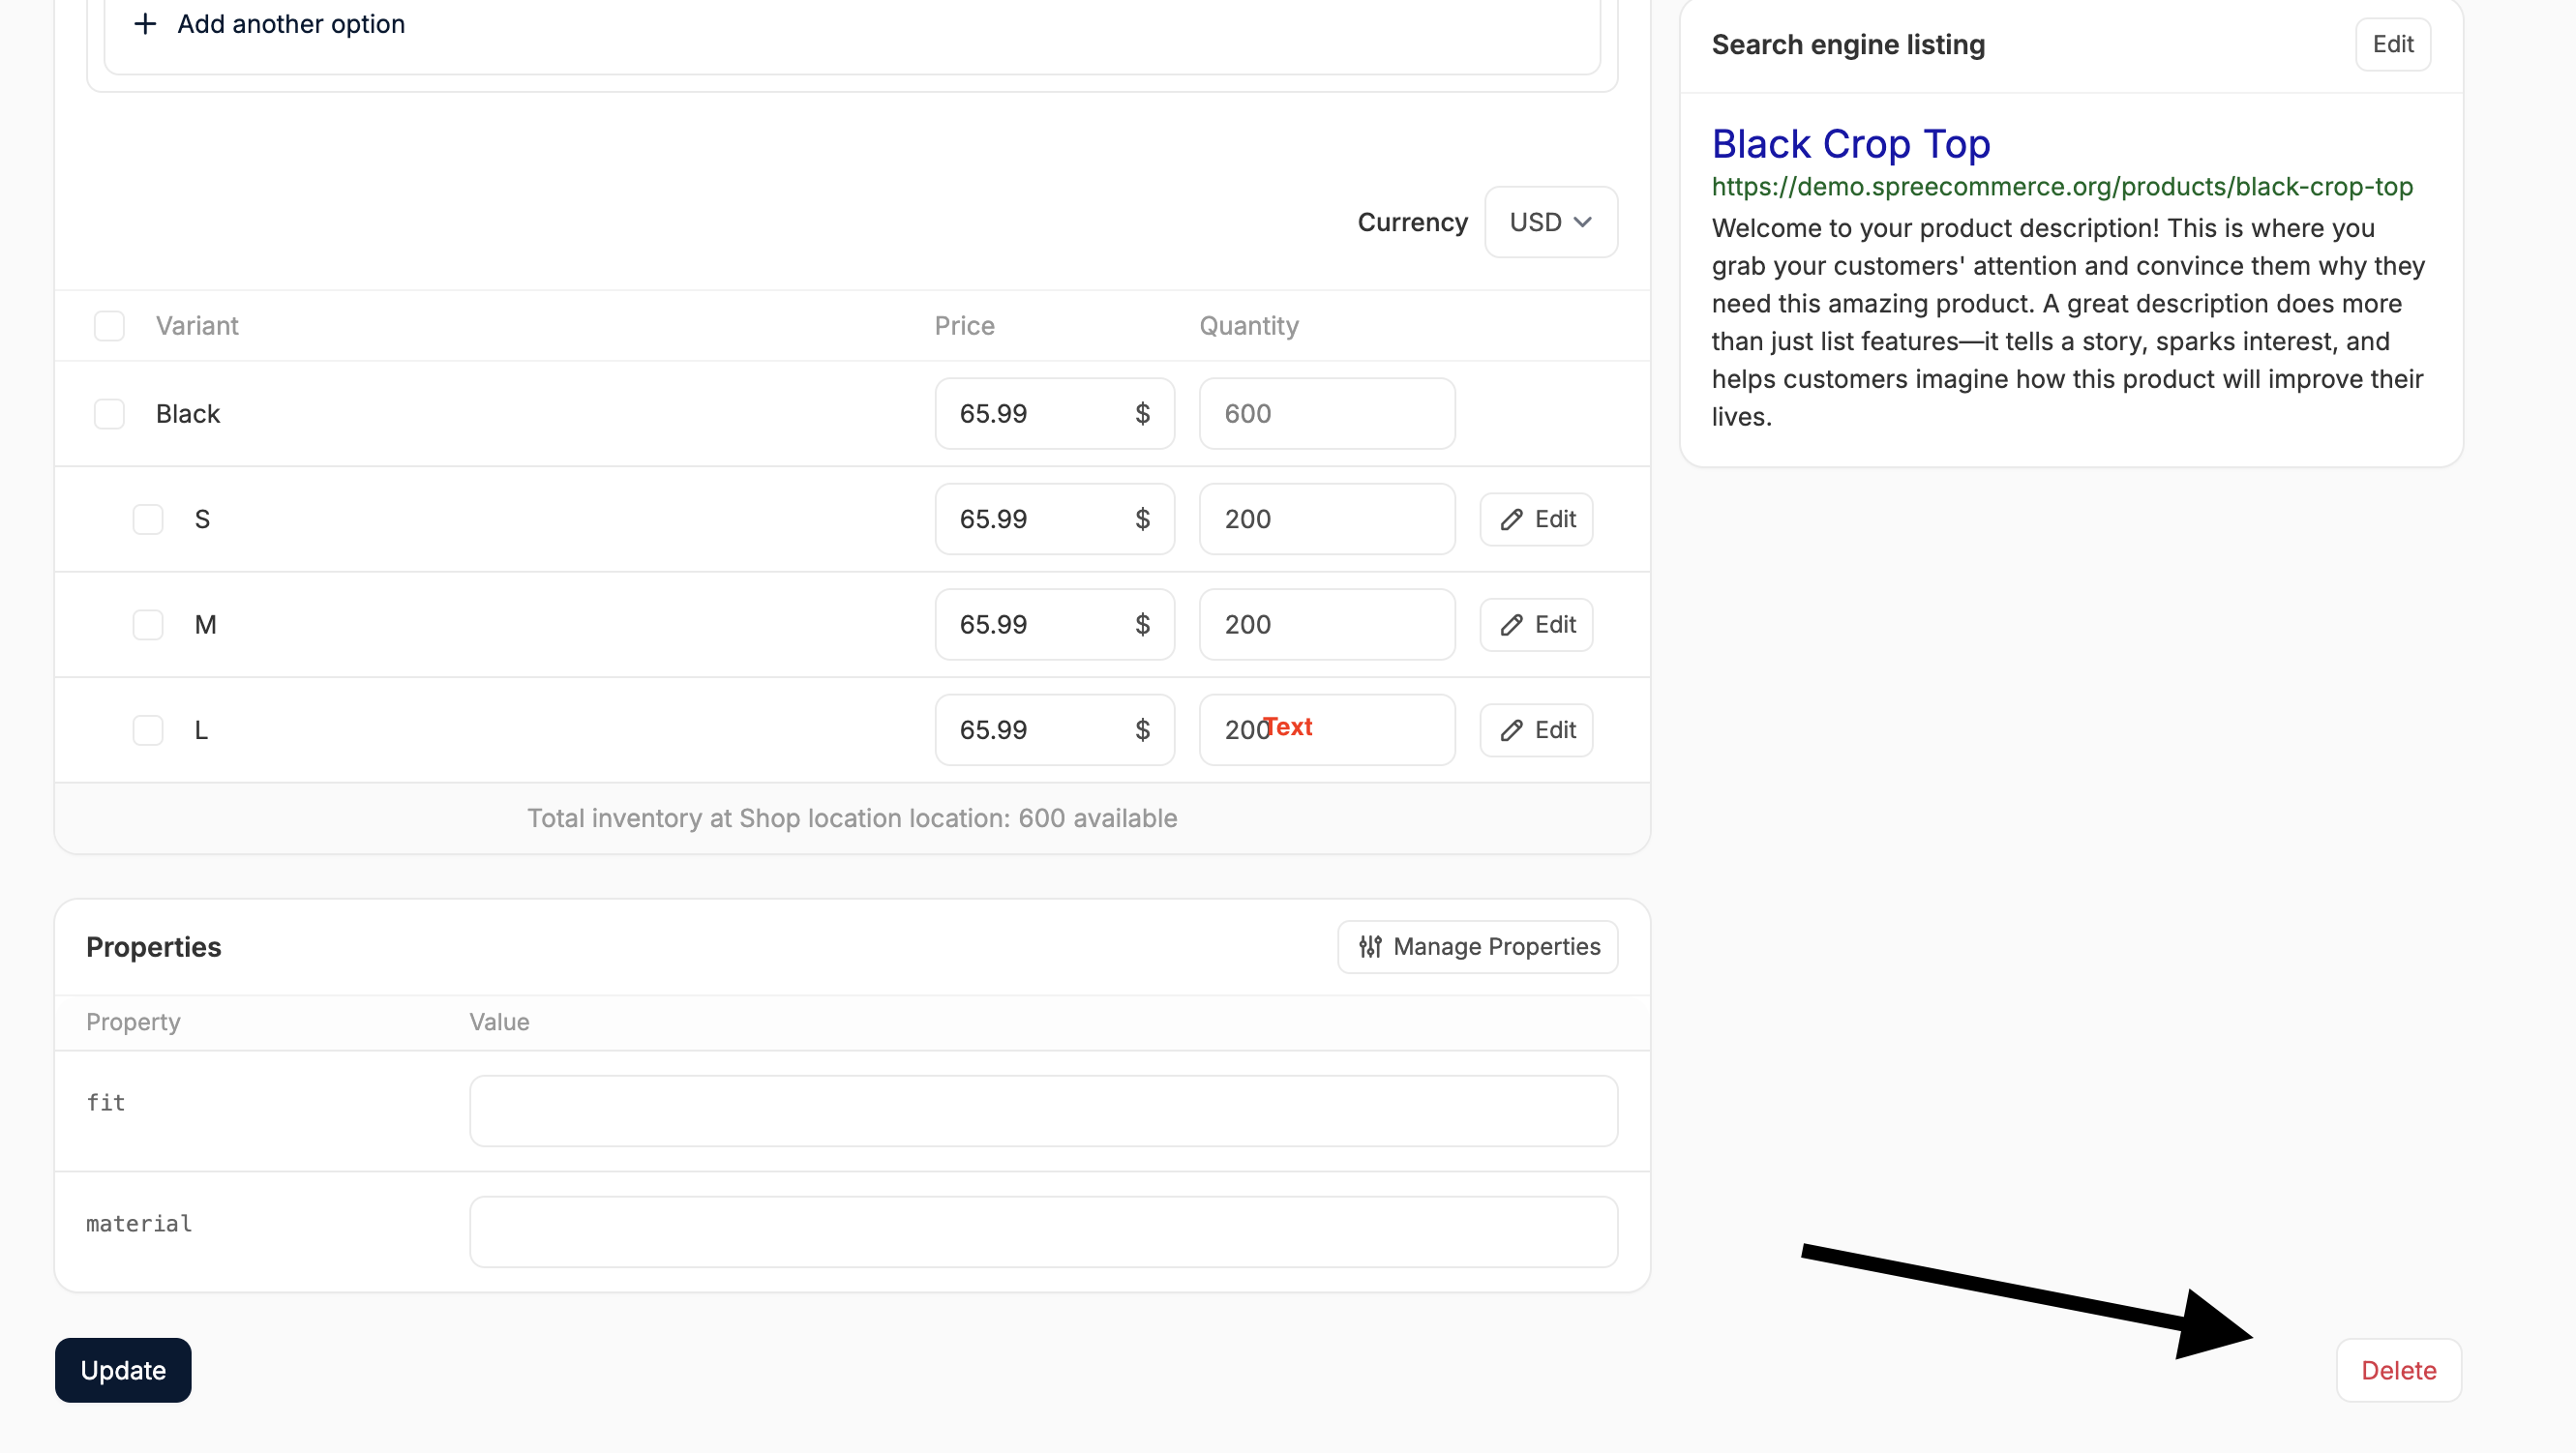 + Add another option
Currency USD
Variant Price Quantity
Black 65.99 $ 600
S 65.99 $ 200 Edit
M 65.99 $ 200 Edit
L 65.99 $ 200 Text Edit
Total inventory at Shop location location: 600 available
Properties Manage Properties
Property Value
fit
material
Update
Search engine listing Edit
Black Crop Top
https://demo.spreecommerce.org/products/black-crop-top
Welcome to your product description! This is where you
grab your customers' attention and convince them why they
need this amazing product. A great description does more
than just list features—it tells a story, sparks interest, and
helps customers imagine how this product will improve their
lives.
Delete